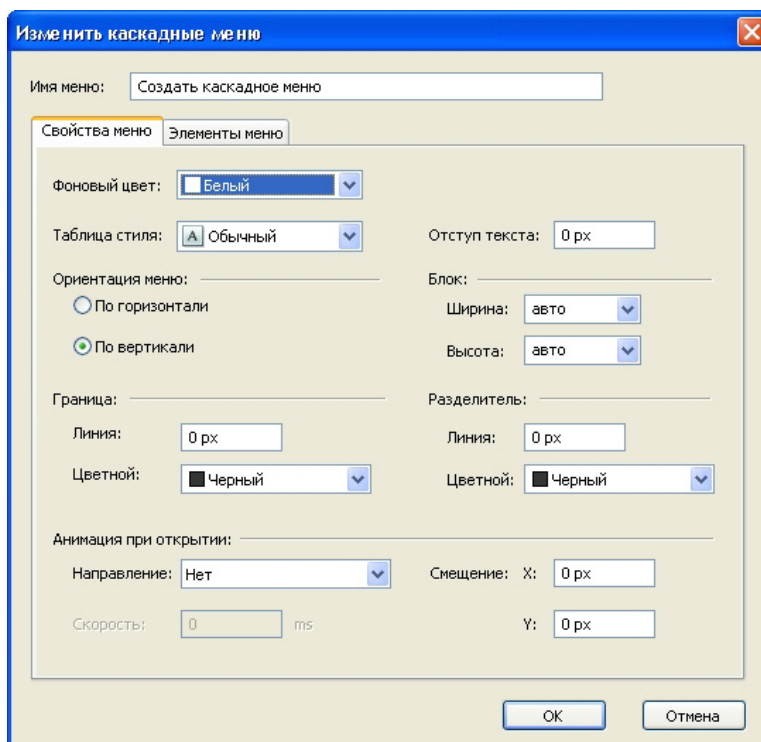 Изменить каскадные меню
Имя меню: Создать каскадное меню
Свойства меню Элементы меню
Фоновый цвет: Белый
Таблица стиля: A Обычный Отступ текста: 0 px
Ориентация меню: Блок:
По горизонтали Ширина: авто
По вертикали Высота: авто
Граница: Разделитель:
Линия: 0 px Линия: 0 px
Цветной: Черный Цветной: Черный
Анимация при открытии:
Направление: Нет Смещение: X: 0 px
Скорость: 0 ms Y: 0 px
OK Отмена